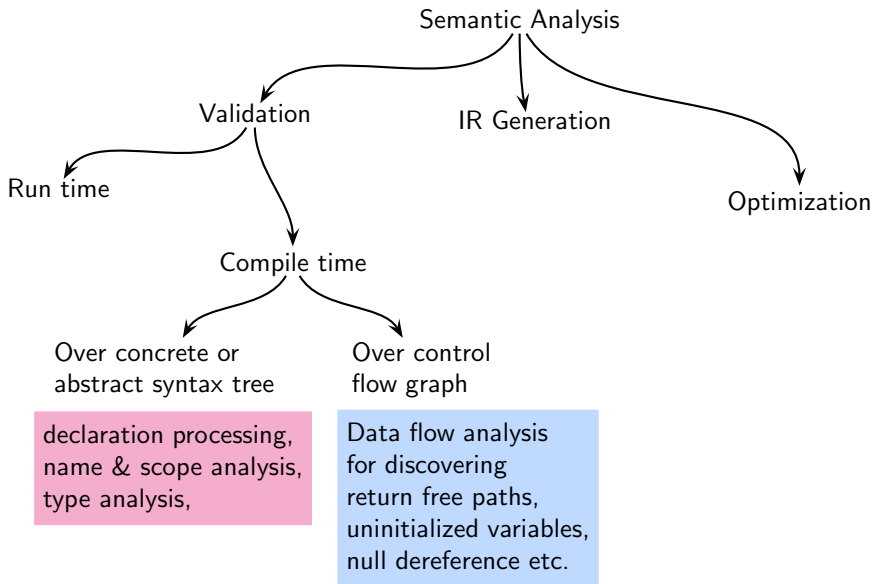 Semantic Analysis
Validation
IR Generation
Run time
Optimization
Compile time
Over concrete or
abstract syntax tree
Over control
flow graph
declaration processing,
name & scope analysis,
type analysis,
Data flow analysis
for discovering
return free paths,
uninitialized variables,
null dereference etc.